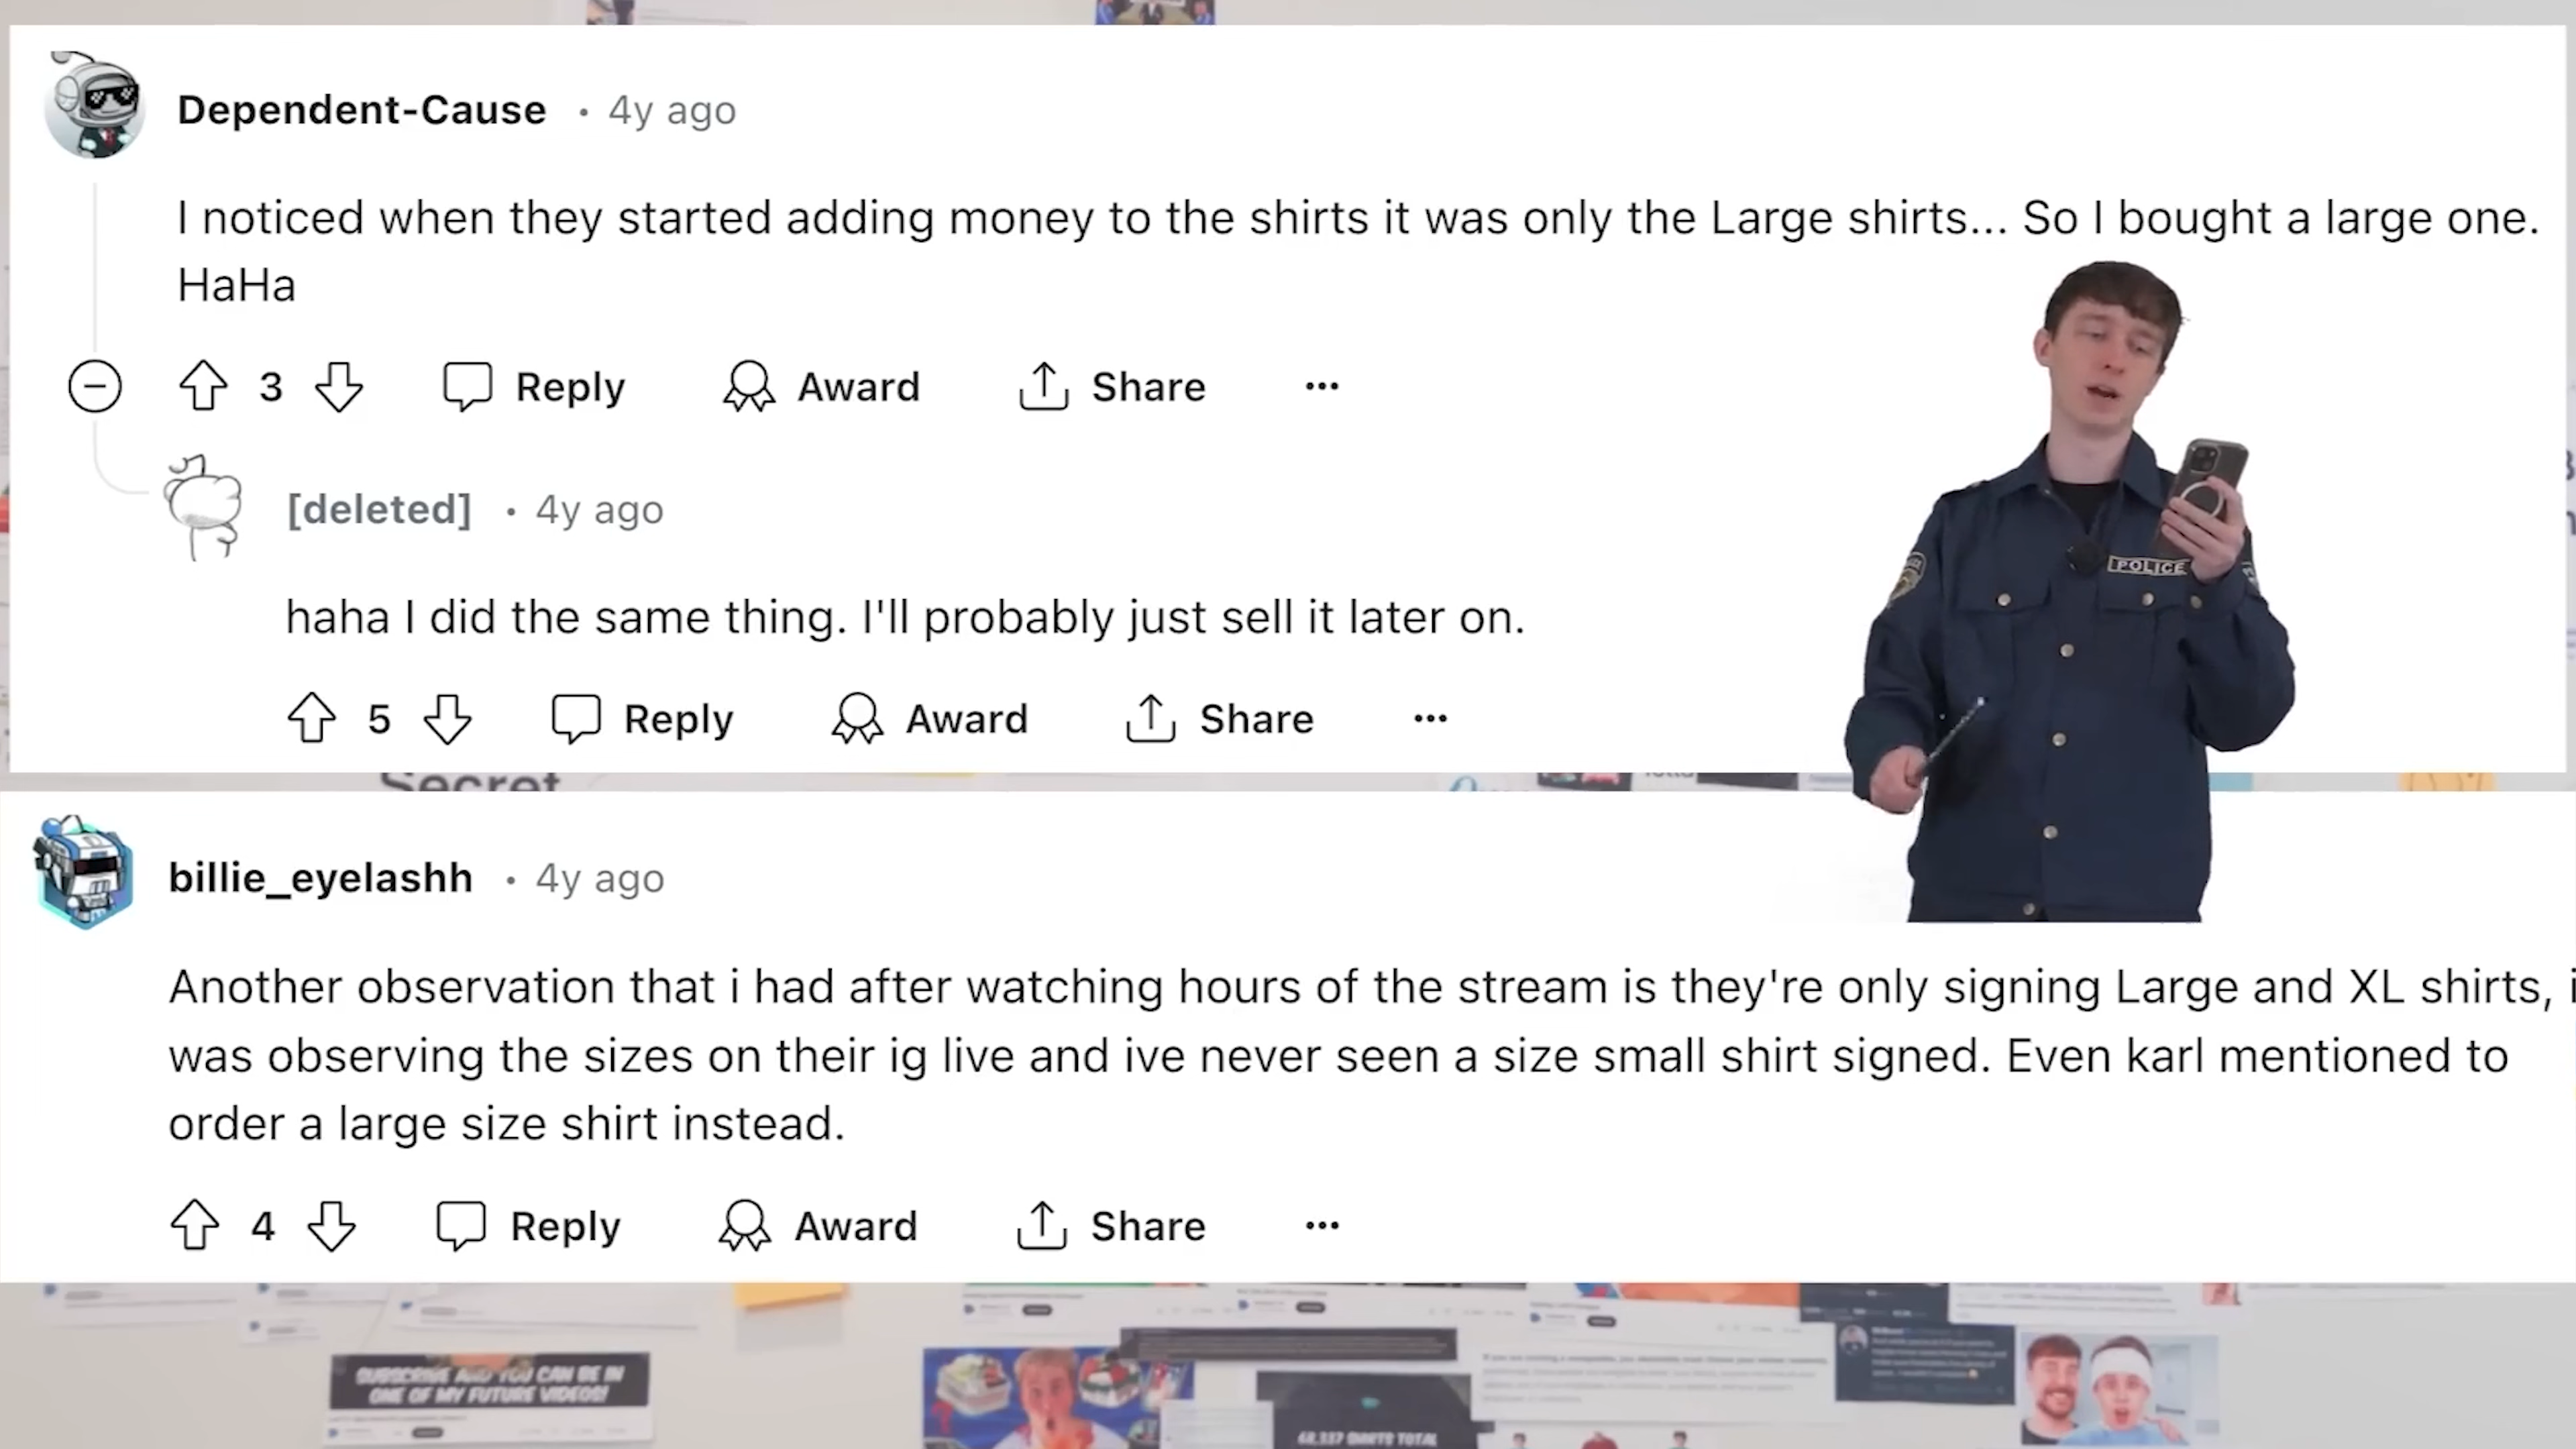 Dependent-Cause • 4y ago
I noticed when they started adding money to the shirts it was only the Large shirts... So I bought a large one.
HaHa
3 Reply Award Share ...
[deleted] • 4y ago
haha I did the same thing. I'll probably just sell it later on.
5 Reply Award Share ...
POLICE
Secret
billie_eyelashh • 4y ago
Another observation that i had after watching hours of the stream is they're only signing Large and XL shirts, i
was observing the sizes on their ig live and ive never seen a size small shirt signed. Even karl mentioned to
order a large size shirt instead.
4 Reply Award Share ...
SUBSCRIBE AND YOU CAN BE IN
ONE OF MY FUTURE VIDEOS!
68,337 SHIRTS TOTAL